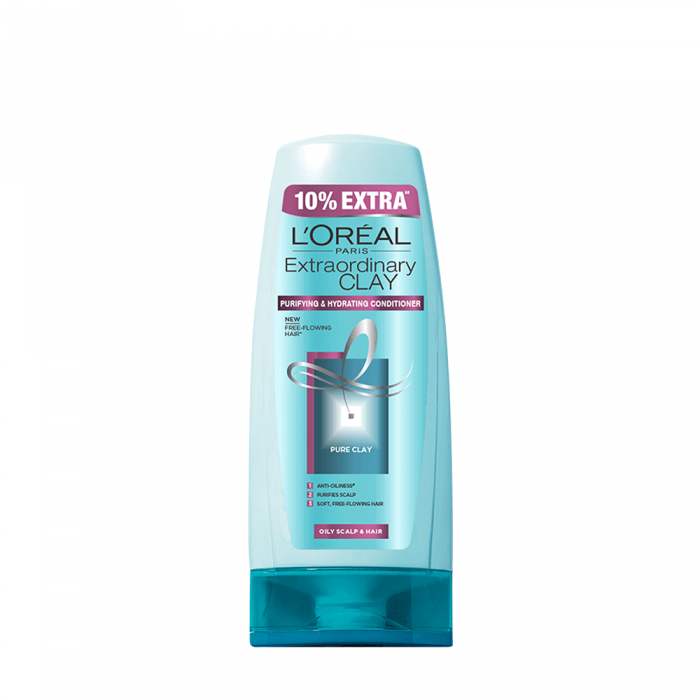 10% EXTRA**
L'ORÉAL
PARIS
Extraordinary
CLAY
PURIFYING & HYDRATING CONDITIONER
NEW
FREE-FLOWING
HAIR*
PURE CLAY
1 ANTI-OILINESS#
2 PURIFIES SCALP
3 SOFT, FREE-FLOWING HAIR
OILY SCALP & HAIR